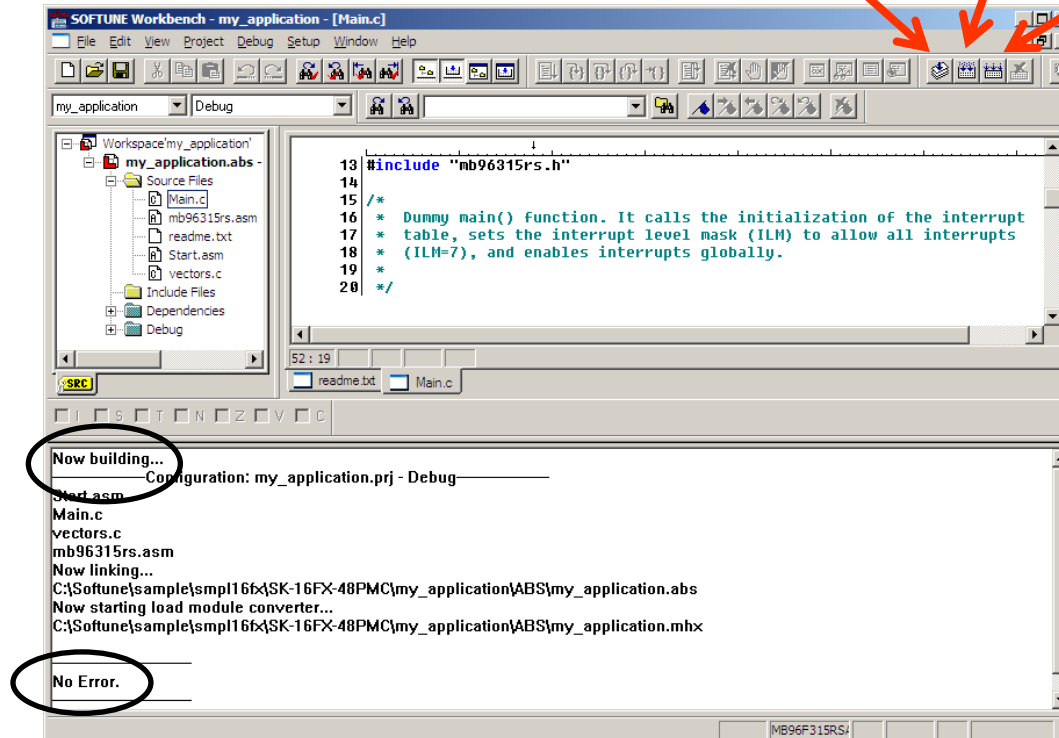 SOFTUNE Workbench - my_application - [Main.c]
File Edit View Project Debug Setup Window Help
my_application Debug
Workspace'my_application'
my_application.abs -
Source Files
Main.c
mb96315rs.asm
readme.txt
Start.asm
vectors.c
Include Files
Dependencies
Debug
SRC
13 #include "mb96315rs.h"
14
15 /*
16 * Dummy main() function. It calls the initialization of the interrupt
17 * table, sets the interrupt level mask (ILM) to allow all interrupts
18 * (ILM=7), and enables interrupts globally.
19 *
20 */
52 : 19
readme.txt Main.c
I S T N Z V C
Now building...
Configuration: my_application.prj - Debug
Start.asm
Main.c
vectors.c
mb96315rs.asm
Now linking...
C:\Softune\sample\smpl16fx\SK-16FX-48PMC\my_application\ABS\my_application.abs
Now starting load module converter...
C:\Softune\sample\smpl16fx\SK-16FX-48PMC\my_application\ABS\my_application.mhx
No Error.
MB96F315RS